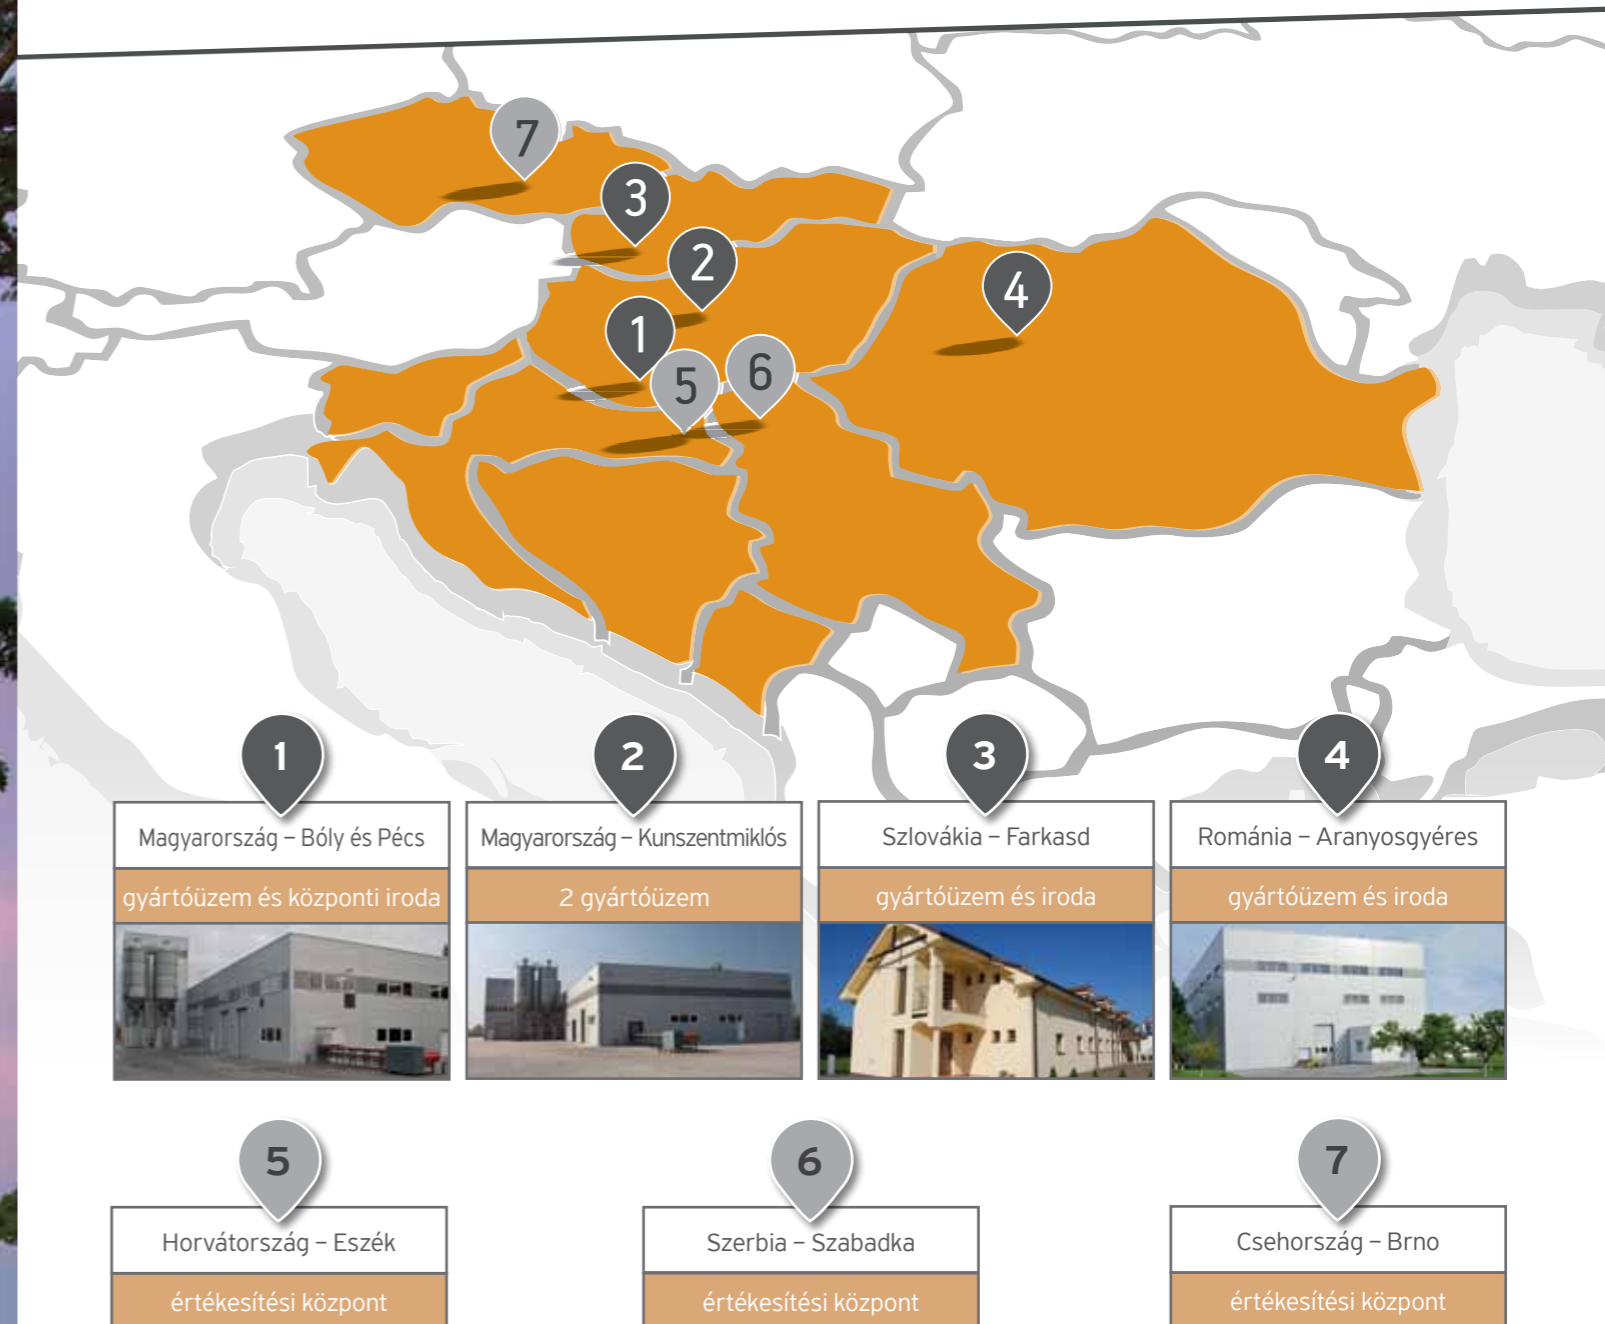 7
3
2
4
1
5
6
1
2
3
4
Magyarország – Bóly és Pécs
Magyarország – Kunszentmiklós
Szlovákia – Farkasd
Románia – Aranyosgyéres
gyártóüzem és központi iroda
2 gyártóüzem
gyártóüzem és iroda
gyártóüzem és iroda
5
6
7
Horvátország – Eszék
Szerbia – Szabadka
Csehország – Brno
értékesítési központ
értékesítési központ
értékesítési központ